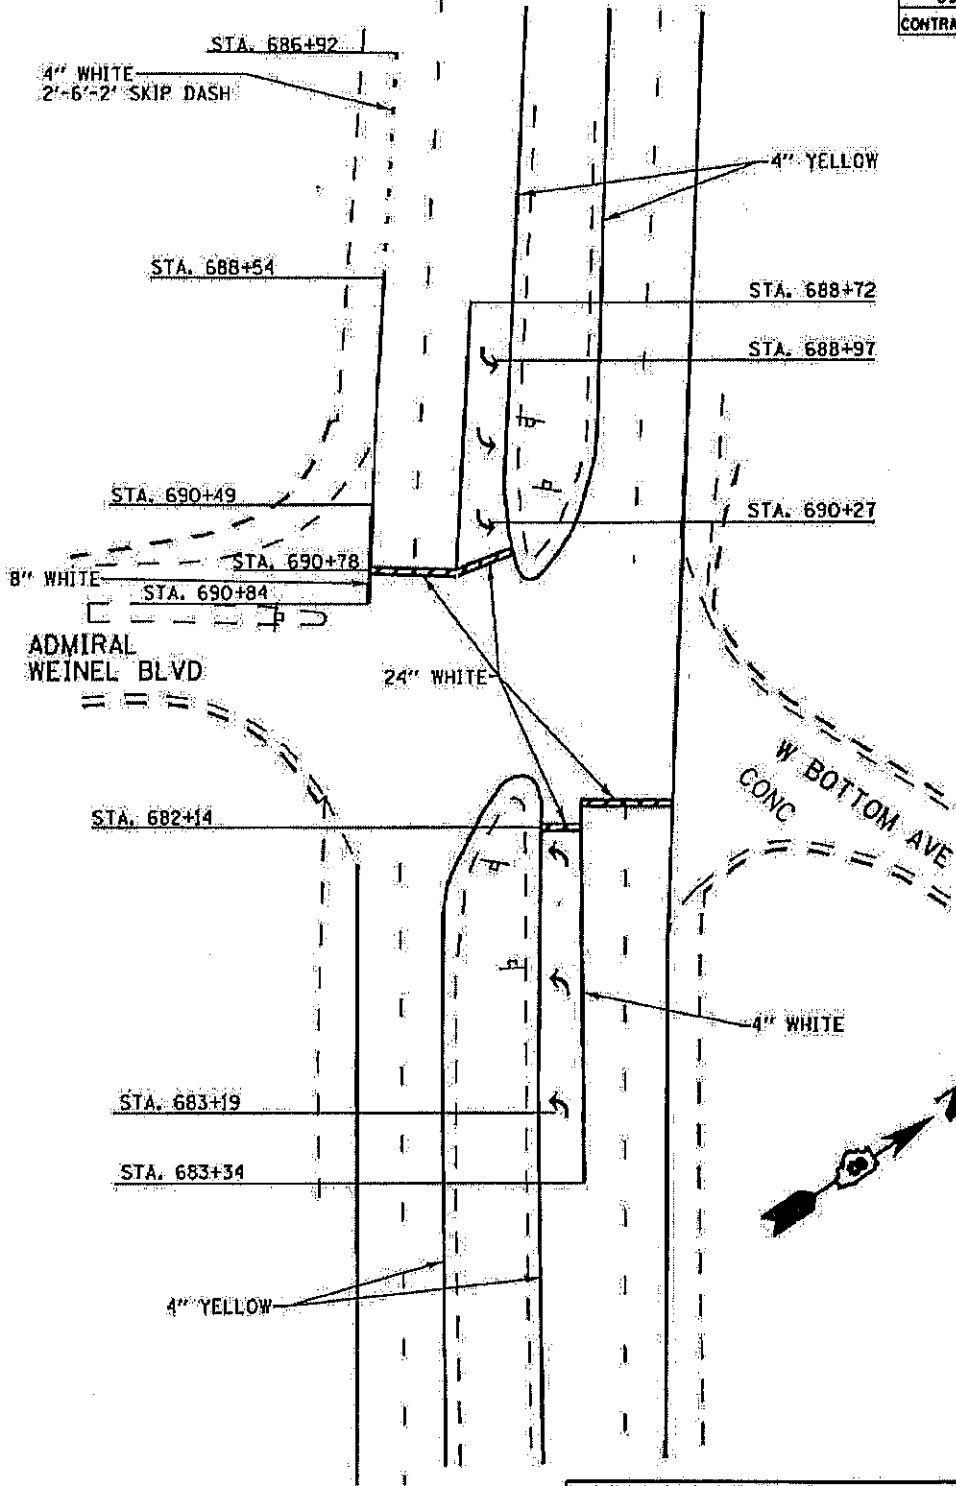 CONTRA
STA. 686+92
4" WHITE
2'-6'-2' SKIP DASH
4" YELLOW
STA. 688+54
STA. 688+72
STA. 688+97
STA. 690+49
STA. 690+27
STA. 690+78
8" WHITE
STA. 690+84
ADMIRAL
WEINEL BLVD
24" WHITE
W BOTTOM AVE
CONC
STA. 682+14
4" WHITE
STA. 683+19
STA. 683+34
4" YELLOW